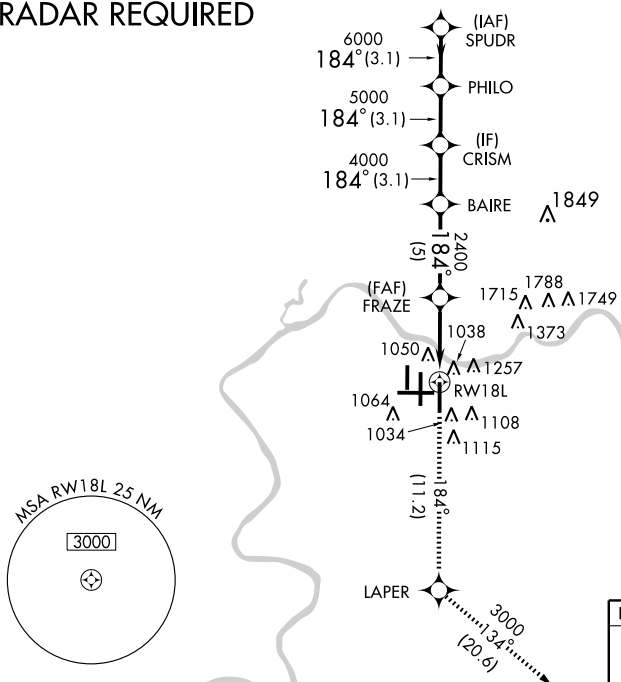 RADAR REQUIRED
(IAF)
SPUDR
6000
184°(3.1)
PHILO
5000
184°(3.1)
(IF)
CRISM
4000
184°(3.1)
BAIRE
1849
2400
184°
(5)
(FAF)
FRAZE
1715
1788
1749
1373
1038
1050
1257
RW18L
1064
1034
1108
1115
184°
(11.2)
MSA RW18L 25 NM
3000
LAPER
3000
134°
(20.6)